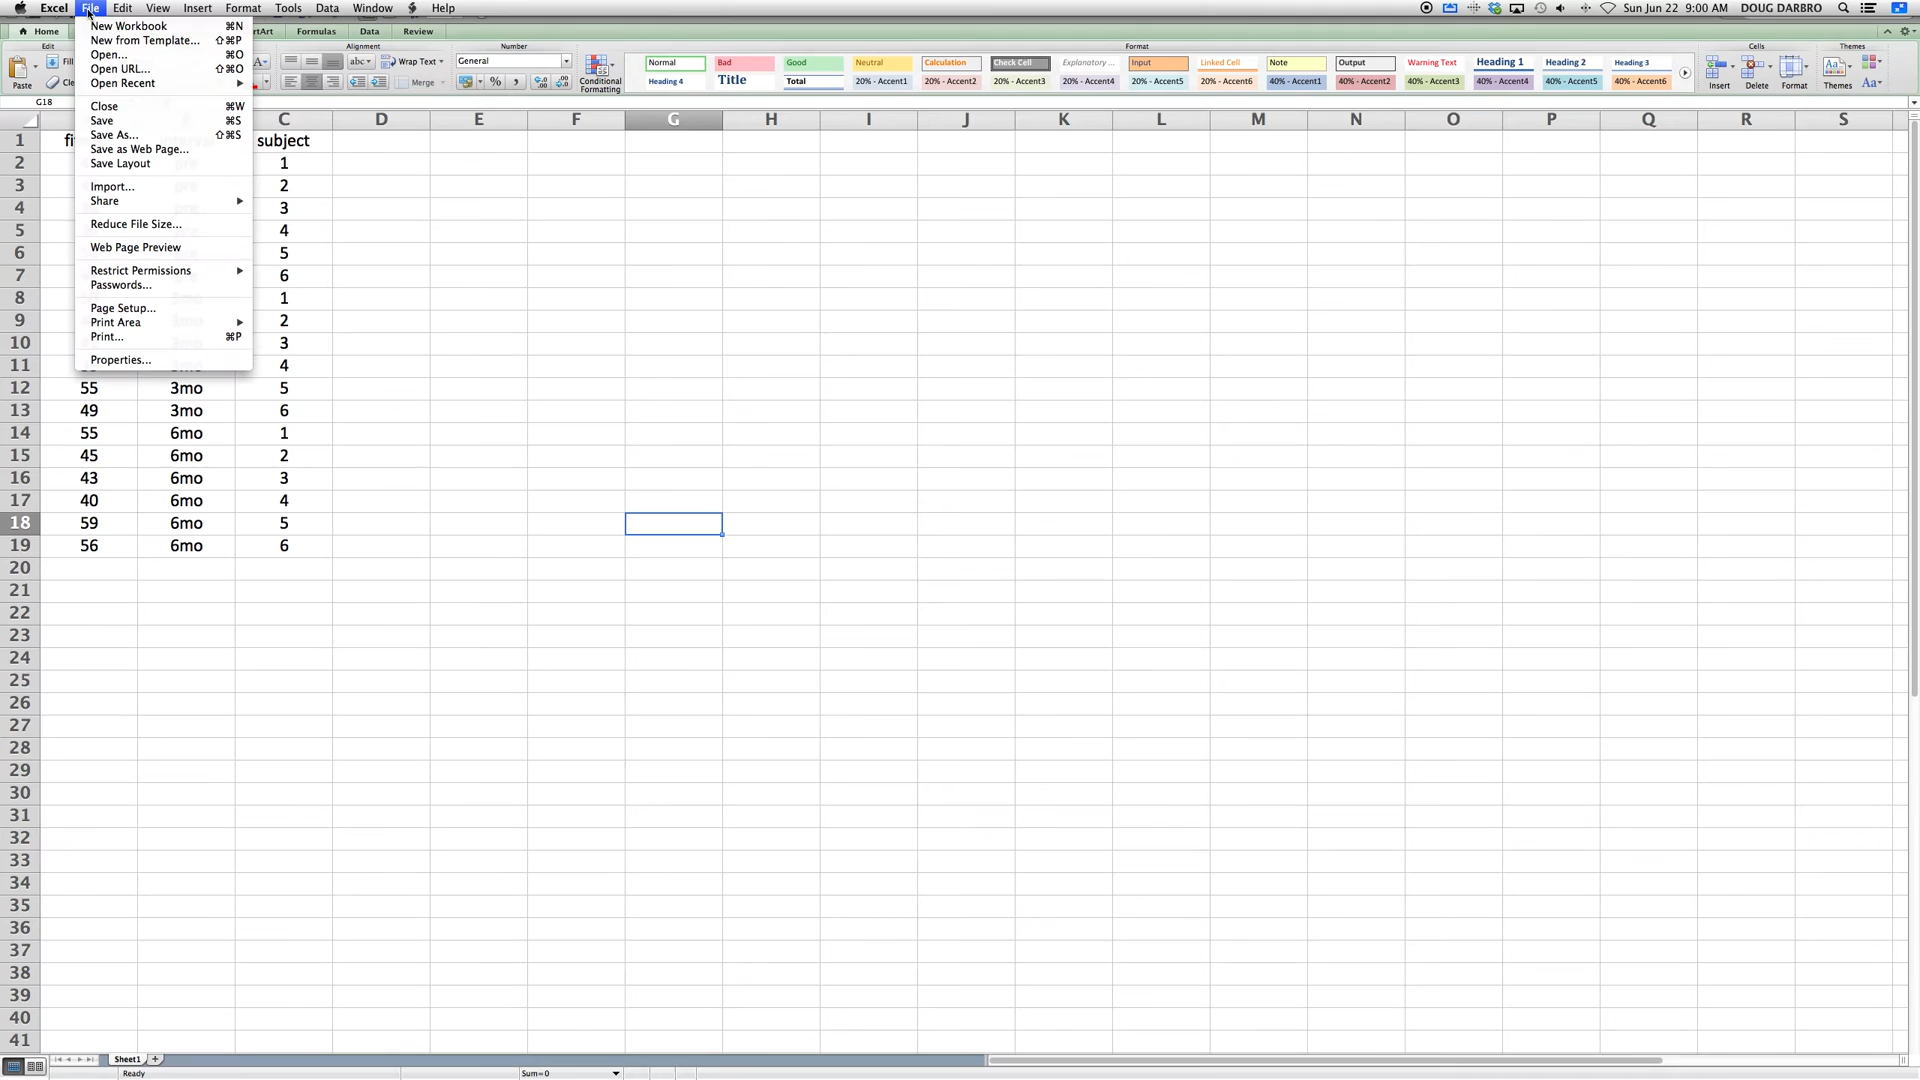 Excel File Edit View Insert Format Tools Data Window Help Sun Jun 22 9:00 AM DOUG DARBRO
Home rtArt Formulas Data Review
Edit Alignment Number Format Cells Themes
Paste Fill Clea abc Wrap Text Merge General % Conditional Formatting
Normal Bad Good Neutral Calculation Check Cell Explanatory ... Input Linked Cell Note Output Warning Text Heading 1 Heading 2 Heading 3
Heading 4 Title Total 20% - Accent1 20% - Accent2 20% - Accent3 20% - Accent4 20% - Accent5 20% - Accent6 40% - Accent1 40% - Accent2 40% - Accent3 40% - Accent4 40% - Accent5 40% - Accent6
Insert Delete Format Themes Aa
G18
New Workbook ⌘N
New from Template... ⇧⌘P
Open... ⌘O
Open URL... ⇧⌘O
Open Recent
Close ⌘W
Save ⌘S
Save As... ⇧⌘S
Save as Web Page...
Save Layout
Import...
Share
Reduce File Size...
Web Page Preview
Restrict Permissions
Passwords...
Page Setup...
Print Area
Print... ⌘P
Properties...
C D E F G H I J K L M N O P Q R S
1 fi subject
2 1
3 2
4 3
5 4
6 5
7 6
8 1
9 2
10 3
11 4
12 55 3mo 5
13 49 3mo 6
14 55 6mo 1
15 45 6mo 2
16 43 6mo 3
17 40 6mo 4
18 59 6mo 5
19 56 6mo 6
20
21
22
23
24
25
26
27
28
29
30
31
32
33
34
35
36
37
38
39
40
41
Sheet1 +
Ready Sum=0